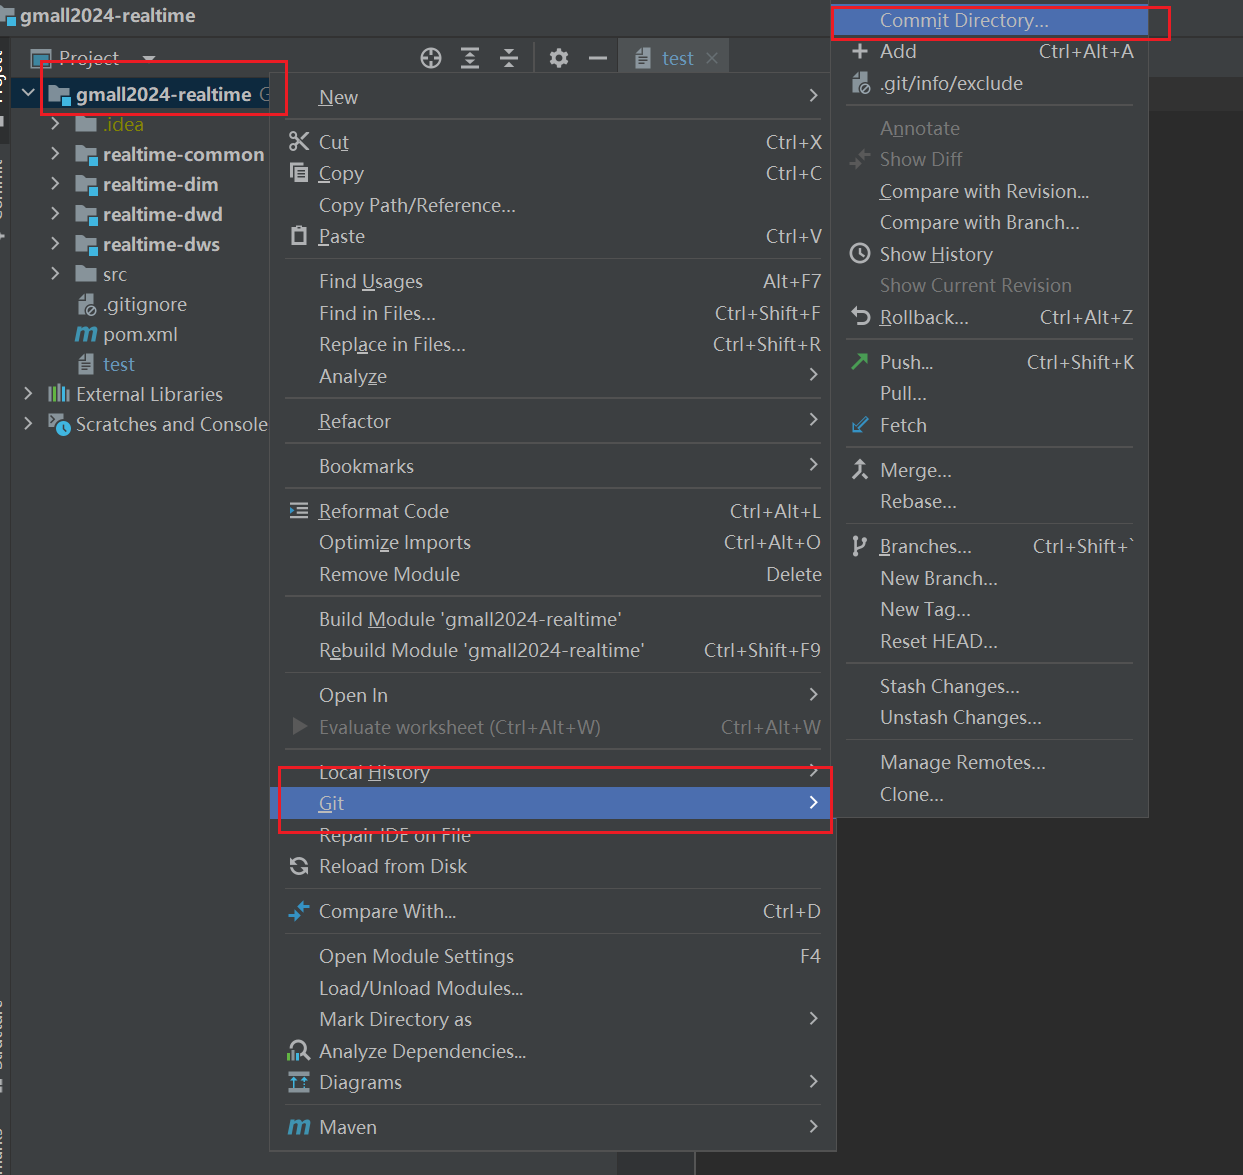 gmall2024-realtime
Project
test
gmall2024-realtime
.idea
realtime-common
realtime-dim
realtime-dwd
realtime-dws
src
.gitignore
pom.xml
test
External Libraries
Scratches and Console
New
Cut Ctrl+X
Copy Ctrl+C
Copy Path/Reference...
Paste Ctrl+V
Find Usages Alt+F7
Find in Files... Ctrl+Shift+F
Replace in Files... Ctrl+Shift+R
Analyze
Refactor
Bookmarks
Reformat Code Ctrl+Alt+L
Optimize Imports Ctrl+Alt+O
Remove Module Delete
Build Module 'gmall2024-realtime'
Rebuild Module 'gmall2024-realtime' Ctrl+Shift+F9
Open In
Evaluate worksheet (Ctrl+Alt+W) Ctrl+Alt+W
Local History
Git
Repair IDE on File
Reload from Disk
Compare With... Ctrl+D
Open Module Settings F4
Load/Unload Modules...
Mark Directory as
Analyze Dependencies...
Diagrams
Maven
Commit Directory...
Add Ctrl+Alt+A
.git/info/exclude
Annotate
Show Diff
Compare with Revision...
Compare with Branch...
Show History
Show Current Revision
Rollback... Ctrl+Alt+Z
Push... Ctrl+Shift+K
Pull...
Fetch
Merge...
Rebase...
Branches... Ctrl+Shift+`
New Branch...
New Tag...
Reset HEAD...
Stash Changes...
Unstash Changes...
Manage Remotes...
Clone...